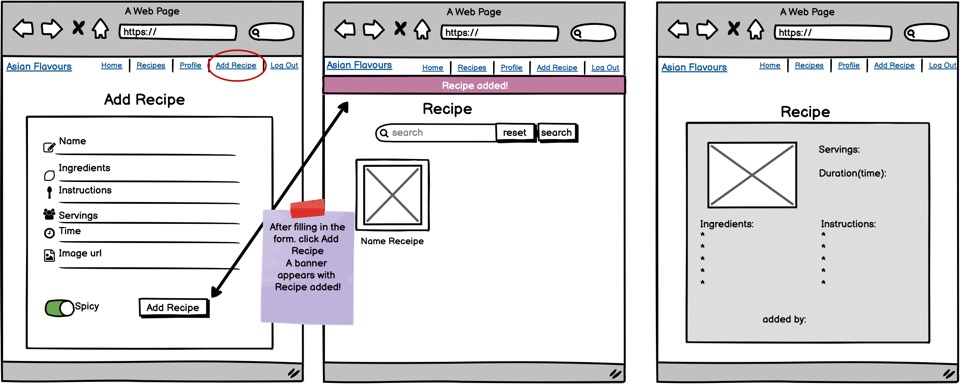 A Web Page
https://
Asian Flavours
Home
Recipes
Profile
Add Recipe
Log Out
Add Recipe
Name
Ingredients
Instructions
Servings
Time
Image url
Spicy
Add Recipe
After filling in the
form. click Add
Recipe
A banner
appears with
Recipe added!
A Web Page
https://
Asian Flavours
Home
Recipes
Profile
Add Recipe
Log Out
Recipe added!
Recipe
search
reset
search
Name Receipe
A Web Page
https://
Asian Flavours
Home
Recipes
Profile
Add Recipe
Log Out
Recipe
Servings:
Duration(time):
Ingredients:
*
*
*
*
*
Instructions:
*
*
*
*
*
added by: